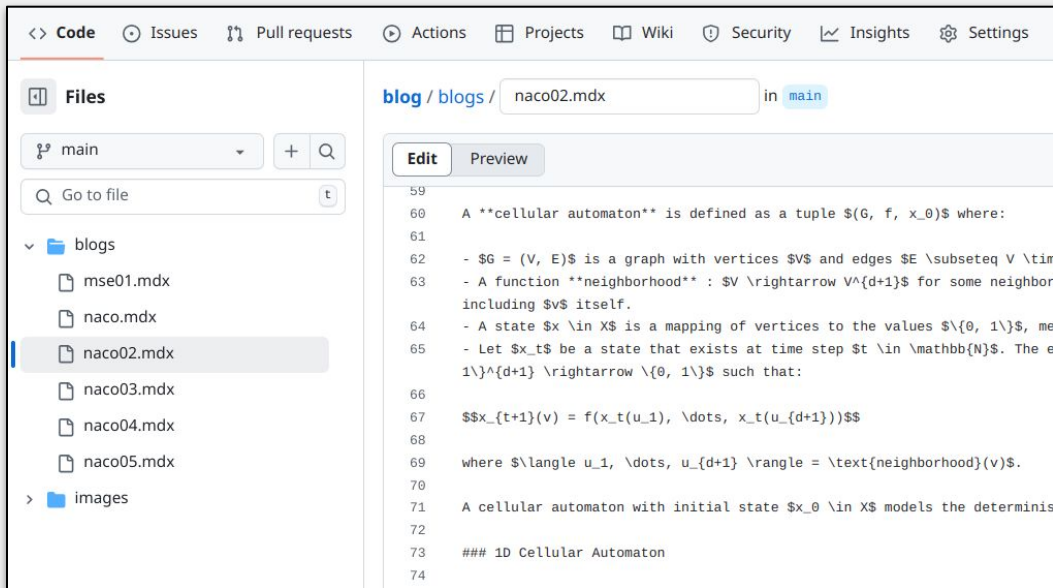 <> Code Issues Pull requests Actions Projects Wiki Security Insights Settings
Files
main
Go to file t
blogs
mse01.mdx
naco.mdx
naco02.mdx
naco03.mdx
naco04.mdx
naco05.mdx
images
blog / blogs / naco02.mdx in main
Edit Preview
59
60 A **cellular automaton** is defined as a tuple $(G, f, x_0)$ where:
61
62 - $G = (V, E)$ is a graph with vertices $V$ and edges $E \subseteq V \tim
63 - A function **neighborhood** : $V \rightarrow V^{d+1}$ for some neighbor
including $v$ itself.
64 - A state $x \in X$ is a mapping of vertices to the values $\{0, 1\}$, me
65 - Let $x_t$ be a state that exists at time step $t \in \mathbb{N}$. The e
1\}^{d+1} \rightarrow \{0, 1\}$ such that:
66
67 $$x_{t+1}(v) = f(x_t(u_1), \dots, x_t(u_{d+1}))$$
68
69 where $\langle u_1, \dots, u_{d+1} \rangle = \text{neighborhood}(v)$.
70
71 A cellular automaton with initial state $x_0 \in X$ models the determinis
72
73 ### 1D Cellular Automaton
74